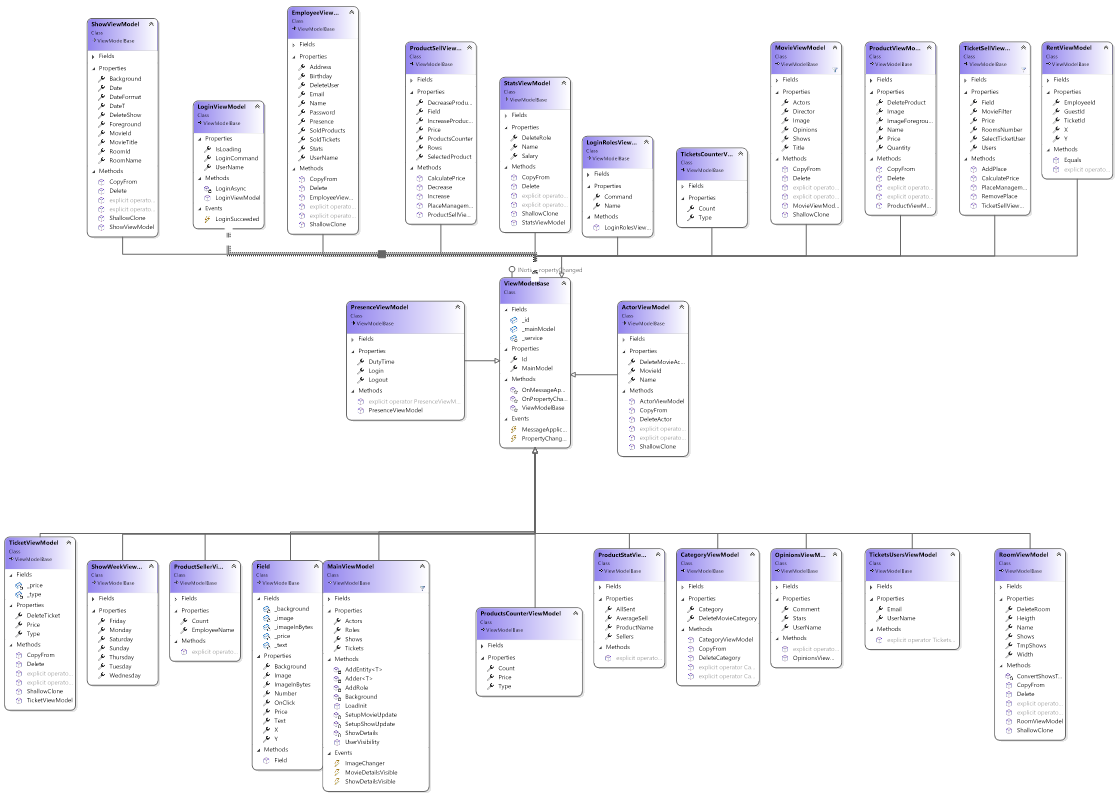 ShowViewModel
Class
ViewModelBase
Fields
Properties
Background
Date
DateFormat
DateT
DeleteShow
Foreground
MovieId
MovieTitle
RoomId
RoomName
Methods
CopyFrom
Delete
explicit operato...
explicit operato...
ShallowClone
ShowViewModel
LoginViewModel
Class
ViewModelBase
Properties
IsLoading
LoginCommand
UserName
Methods
LoginAsync
LoginViewModel
Events
LoginSucceeded
EmployeeView...
Class
ViewModelBase
Fields
Properties
Address
Birthday
DeleteUser
Email
Name
Password
Presence
SoldProducts
SoldTickets
Stats
UserName
Methods
CopyFrom
Delete
EmployeeView...
explicit operato...
explicit operato...
ShallowClone
ProductSellView...
Class
ViewModelBase
Fields
Properties
DecreaseProdu...
Field
IncreaseProduc...
Price
ProductsCounter
Rows
SelectedProduct
Methods
CalculatePrice
Decrease
Increase
PlaceManagem...
ProductSellVie...
StatsViewModel
Class
ViewModelBase
Fields
Properties
DeleteRole
Name
Salary
Methods
CopyFrom
Delete
explicit operato...
explicit operato...
ShallowClone
StatsViewModel
LoginRolesView...
Class
ViewModelBase
Fields
Properties
Command
Name
Methods
LoginRolesView...
TicketsCounterV...
Class
ViewModelBase
Fields
Properties
Count
Type
MovieViewModel
Class
ViewModelBase
Fields
Properties
Actors
Director
Image
Opinions
Shows
Title
Methods
CopyFrom
Delete
explicit operato...
explicit operato...
MovieViewMod...
ShallowClone
ProductViewMo...
Class
ViewModelBase
Fields
Properties
DeleteProduct
Image
ImageForegrou...
Name
Price
Quantity
Methods
CopyFrom
Delete
explicit operato...
explicit operato...
ProductViewM...
TicketSellView...
Class
ViewModelBase
Fields
Properties
Field
MovieFilter
Price
RoomsNumber
SelectTicketUser
Users
Methods
AddPlace
CalculatePrice
PlaceManagem...
RemovePlace
TicketSellView...
RentViewModel
Class
ViewModelBase
Fields
Properties
EmployeeId
GuestId
TicketId
X
Y
Methods
Equals
explicit operato...
ViewModelBase
Class
Fields
_id
_mainModel
_service
Properties
Id
MainModel
Methods
OnMessageAp...
OnPropertyCha...
ViewModelBase
Events
MessageApplic...
PropertyChang...
PresenceViewModel
Class
ViewModelBase
Fields
Properties
DutyTime
Login
Logout
Methods
explicit operator PresenceViewM...
PresenceViewModel
ActorViewModel
Class
ViewModelBase
Fields
Properties
DeleteMovieAc...
MovieId
Name
Methods
ActorViewModel
CopyFrom
DeleteActor
explicit operato...
explicit operato...
ShallowClone
TicketViewModel
Class
ViewModelBase
Fields
_price
_type
Properties
DeleteTicket
Price
Type
Methods
CopyFrom
Delete
explicit operato...
explicit operato...
ShallowClone
TicketViewModel
ShowWeekView...
Class
ViewModelBase
Fields
Properties
Friday
Monday
Saturday
Sunday
Thursday
Tuesday
Wednesday
ProductSellerVi...
Class
ViewModelBase
Fields
Properties
Count
EmployeeName
Methods
explicit operato...
Field
Class
ViewModelBase
Fields
_background
_image
_imageInBytes
_price
_text
Properties
Background
Image
ImageInBytes
Number
OnClick
Price
Text
X
Y
Methods
Field
MainViewModel
Class
ViewModelBase
Fields
Properties
Actors
Roles
Shows
Tickets
Methods
AddEntity<T>
Adder<T>
AddRole
Background
LoadInit
SetupMovieUpdate
SetupShowUpdate
ShowDetails
UserVisibility
Events
ImageChanger
MovieDetailsVisible
ShowDetailsVisible
ProductsCounterViewModel
Class
ViewModelBase
Fields
Properties
Count
Price
Type
ProductStatVie...
Class
ViewModelBase
Fields
Properties
AllSent
AverageSell
ProductName
Sellers
Methods
explicit operato...
CategoryViewModel
Class
ViewModelBase
Fields
Properties
Category
DeleteMovieCategory
Methods
CategoryViewModel
CopyFrom
DeleteCategory
explicit operator Ca...
explicit operator Ca...
OpinionsViewM...
Class
ViewModelBase
Fields
Properties
Comment
Stars
UserName
Methods
explicit operato...
OpinionsView...
TicketsUsersViewModel
Class
ViewModelBase
Fields
Properties
Email
UserName
Methods
explicit operator Tickets...
RoomViewModel
Class
ViewModelBase
Fields
Properties
DeleteRoom
Heigth
Name
Shows
TmpShows
Width
Methods
ConvertShowsT...
CopyFrom
Delete
explicit operato...
explicit operato...
RoomViewModel
ShallowClone